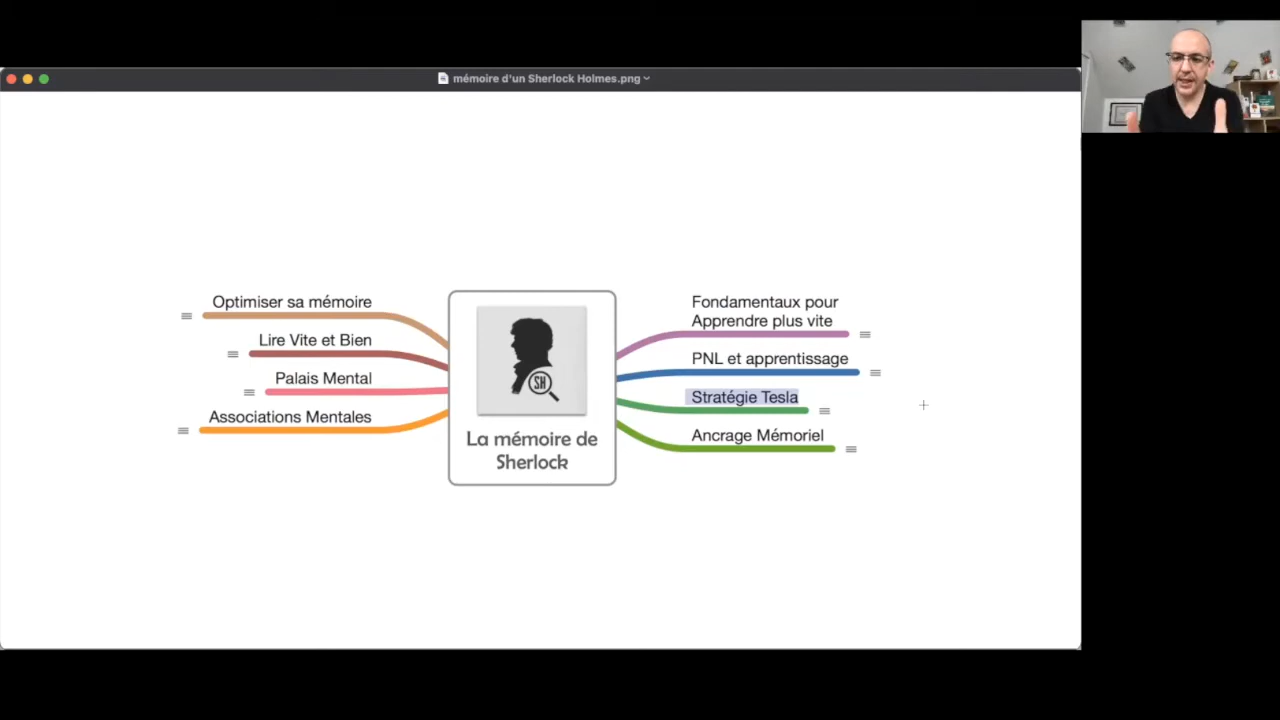 mémoire d'un Sherlock Holmes.png
Optimiser sa mémoire
Lire Vite et Bien
Palais Mental
Associations Mentales
SH
La mémoire de
Sherlock
Fondamentaux pour
Apprendre plus vite
PNL et apprentissage
Stratégie Tesla
Ancrage Mémoriel